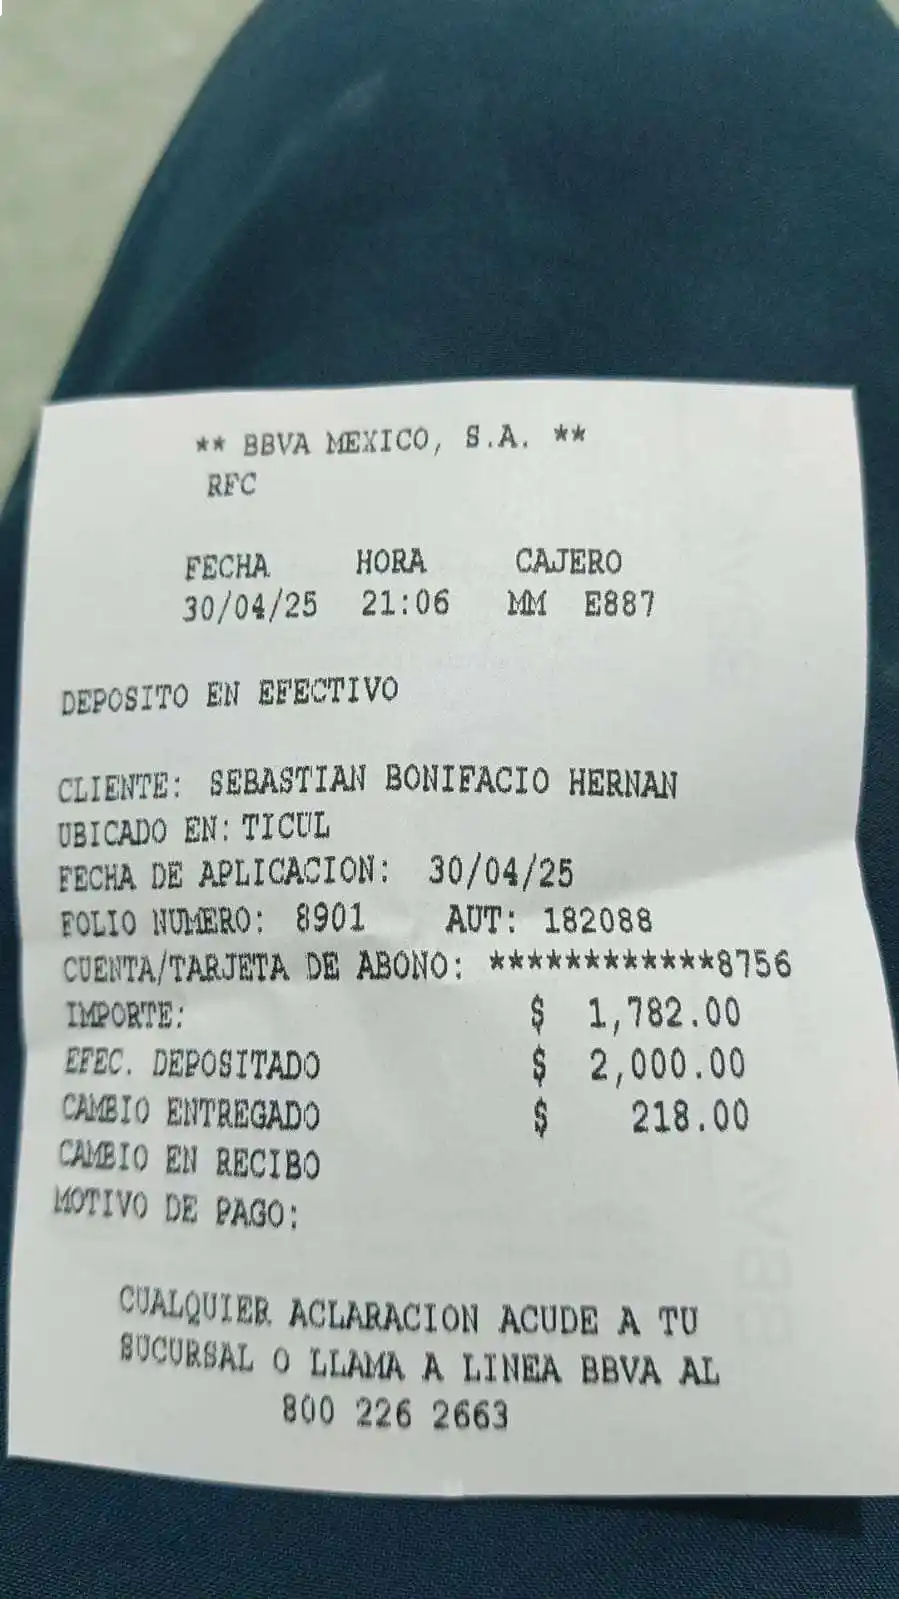 ** BBVA MEXICO, S.A. **
RFC
FECHA HORA CAJERO
30/04/25 21:06 MM E887
DEPOSITO EN EFECTIVO
CLIENTE: SEBASTIAN BONIFACIO HERNAN
UBICADO EN: TICUL
FECHA DE APLICACION: 30/04/25
FOLIO NUMERO: 8901 AUT: 182088
CUENTA/TARJETA DE ABONO: ************8756
IMPORTE: $ 1,782.00
EFEC. DEPOSITADO $ 2,000.00
CAMBIO ENTREGADO $ 218.00
CAMBIO EN RECIBO
MOTIVO DE PAGO:
CUALQUIER ACLARACION ACUDE A TU
SUCURSAL O LLAMA A LINEA BBVA AL
800 226 2663